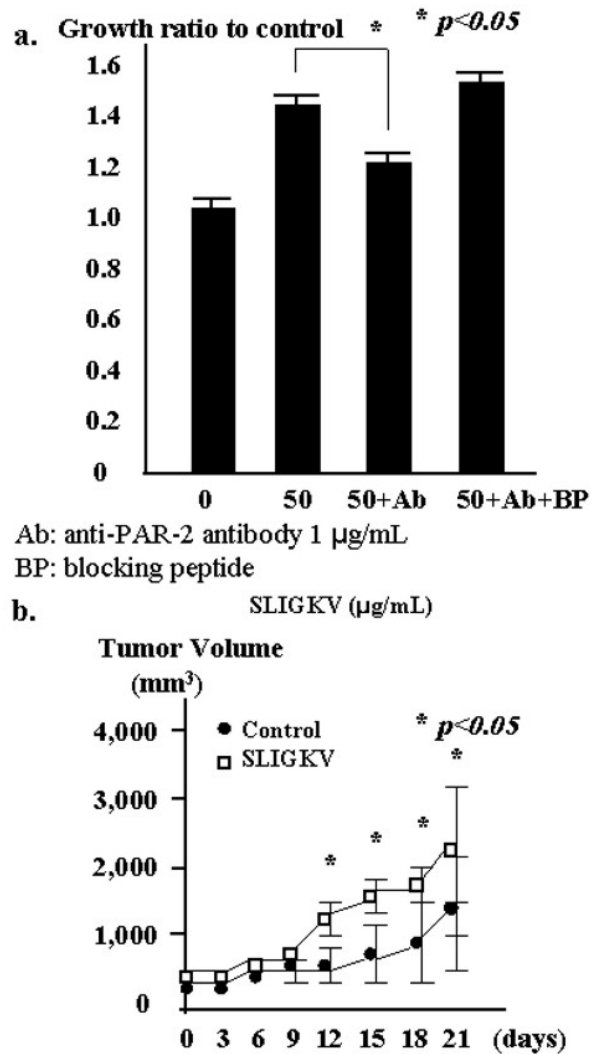 a. Growth ratio to control * * p<0.05
1.6
1.4
1.2
1.0
0.8
0.6
0.4
0.2
0
0 50 50+Ab 50+Ab+BP
Ab: anti-PAR-2 antibody 1 μg/mL
BP: blocking peptide
SLIGKV (μg/mL)
b.
Tumor Volume
(mm³)
* p<0.05
4,000
Control
SLIGKV
*
3,000
* * *
2,000
1,000
0
0 3 6 9 12 15 18 21 (days)